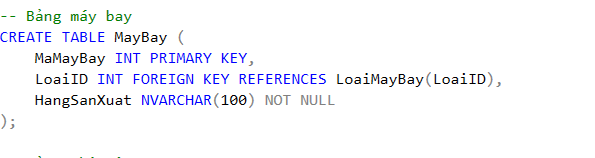 -- Bảng máy bay
CREATE TABLE MayBay (
MaMayBay INT PRIMARY KEY,
LoaiID INT FOREIGN KEY REFERENCES LoaiMayBay(LoaiID),
HangSanXuat NVARCHAR(100) NOT NULL
);